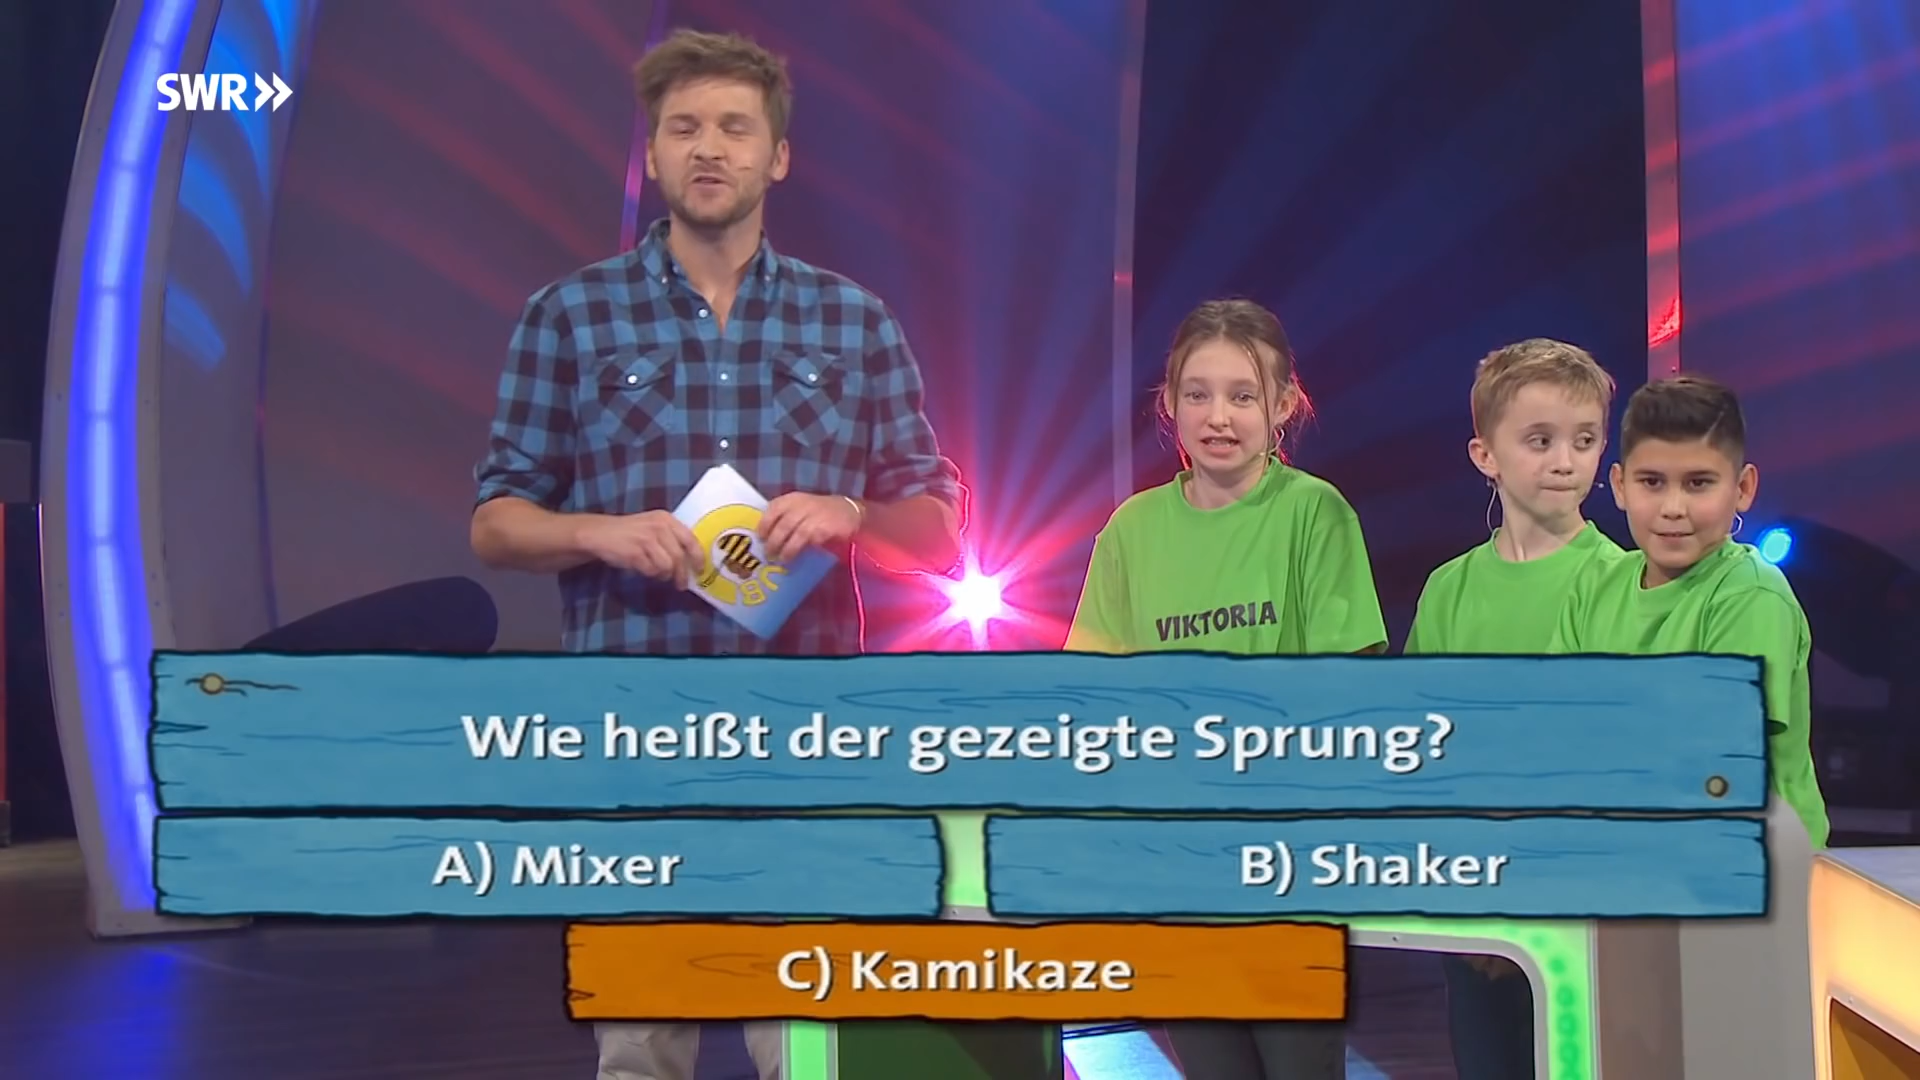 SWR
VIKTORIA
Wie heißt der gezeigte Sprung?
A) Mixer
B) Shaker
C) Kamikaze